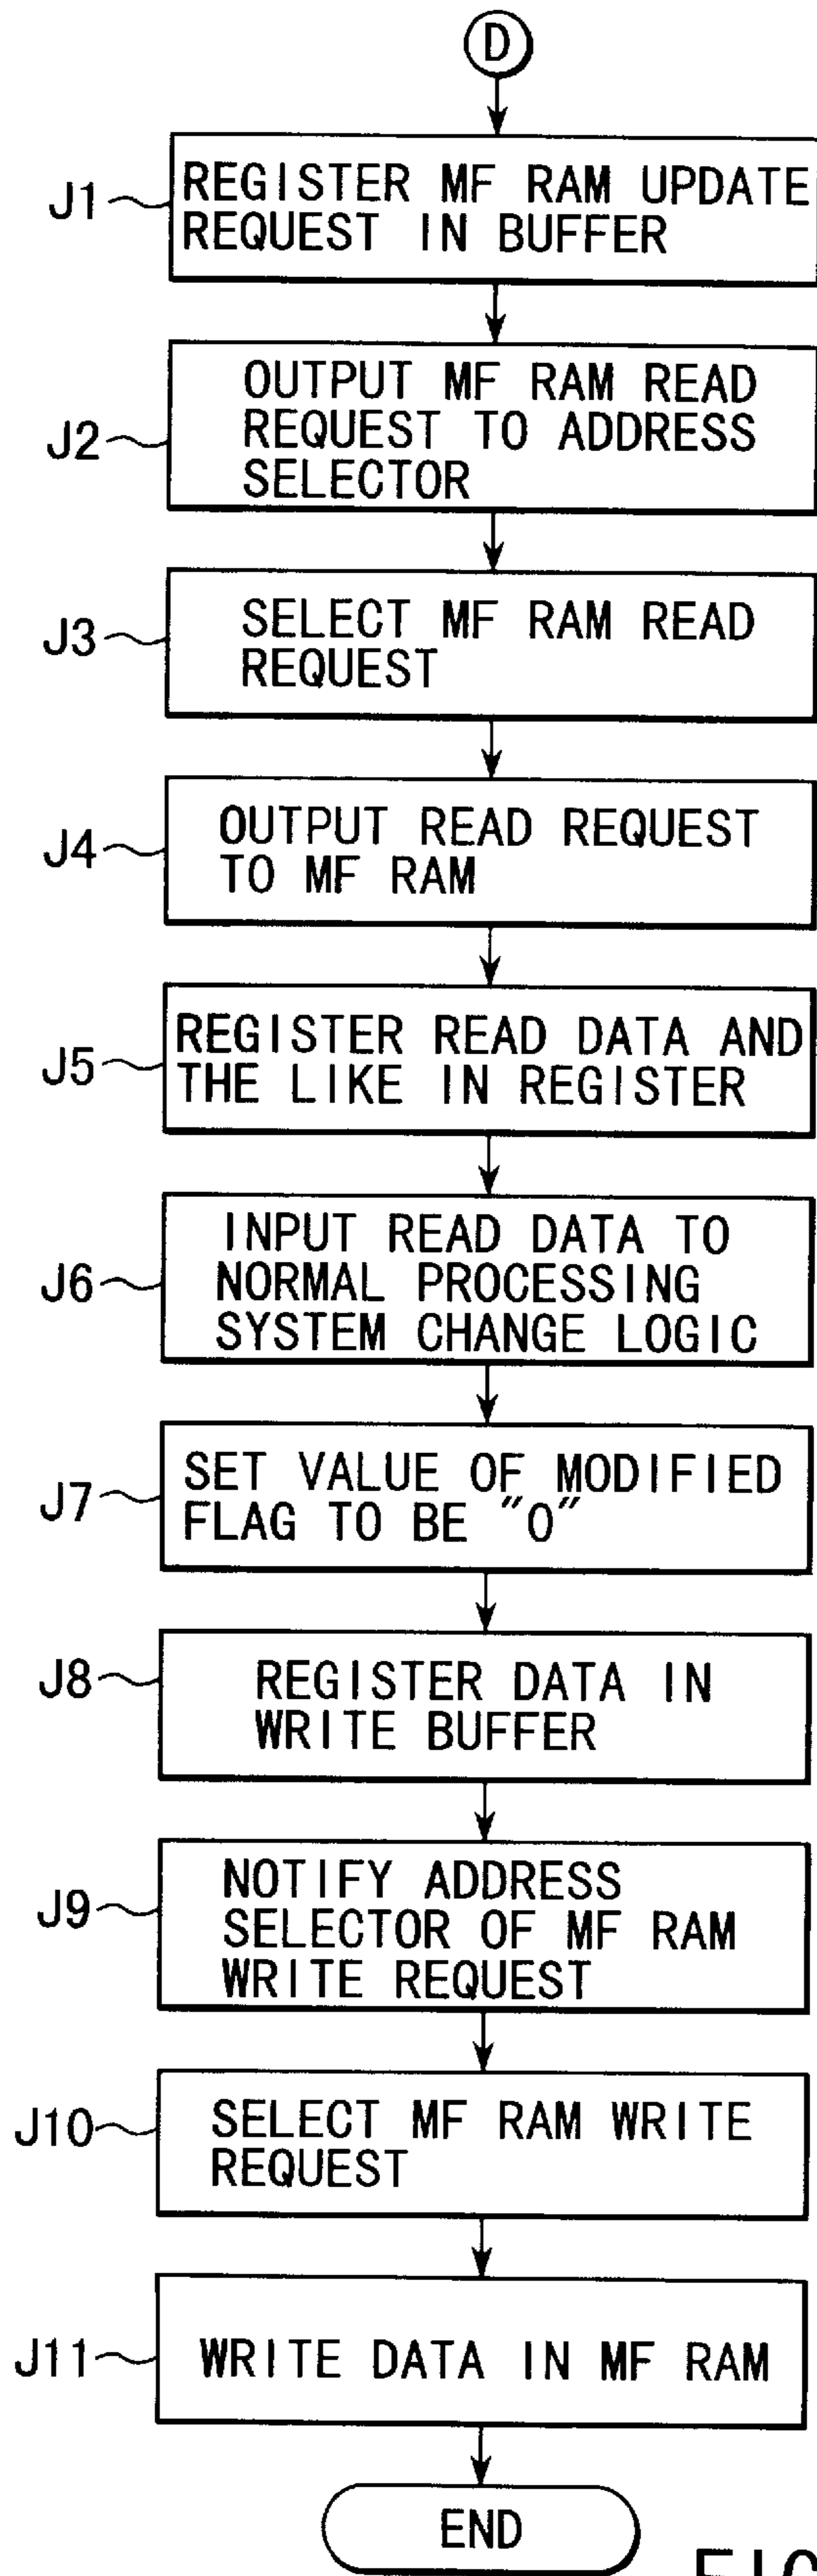 D
J1
REGISTER MF RAM UPDATE
REQUEST IN BUFFER
J2
OUTPUT MF RAM READ
REQUEST TO ADDRESS
SELECTOR
J3
SELECT MF RAM READ
REQUEST
J4
OUTPUT READ REQUEST
TO MF RAM
J5
REGISTER READ DATA AND
THE LIKE IN REGISTER
J6
INPUT READ DATA TO
NORMAL PROCESSING
SYSTEM CHANGE LOGIC
J7
SET VALUE OF MODIFIED
FLAG TO BE "0"
J8
REGISTER DATA IN
WRITE BUFFER
J9
NOTIFY ADDRESS
SELECTOR OF MF RAM
WRITE REQUEST
J10
SELECT MF RAM WRITE
REQUEST
J11
WRITE DATA IN MF RAM
END